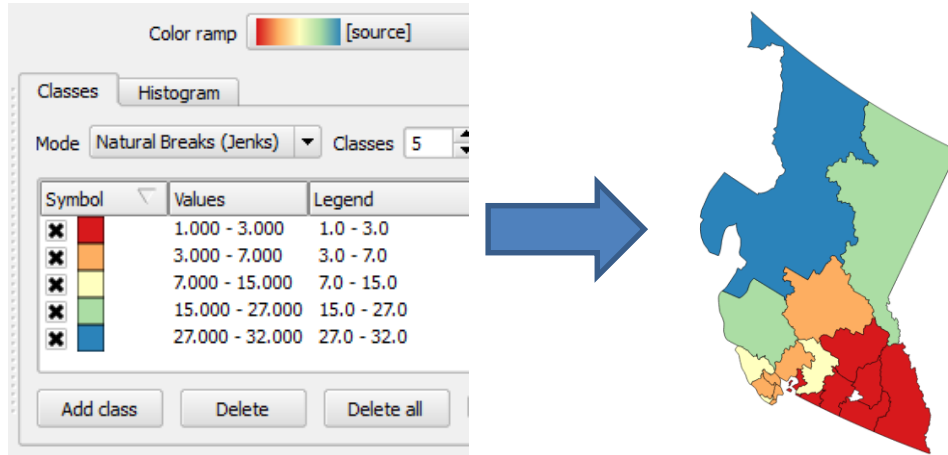 Color ramp [source]
Classes Histogram
Mode Natural Breaks (Jenks) Classes 5
Symbol Values Legend
1.000 - 3.000 1.0 - 3.0
3.000 - 7.000 3.0 - 7.0
7.000 - 15.000 7.0 - 15.0
15.000 - 27.000 15.0 - 27.0
27.000 - 32.000 27.0 - 32.0
Add class Delete Delete all